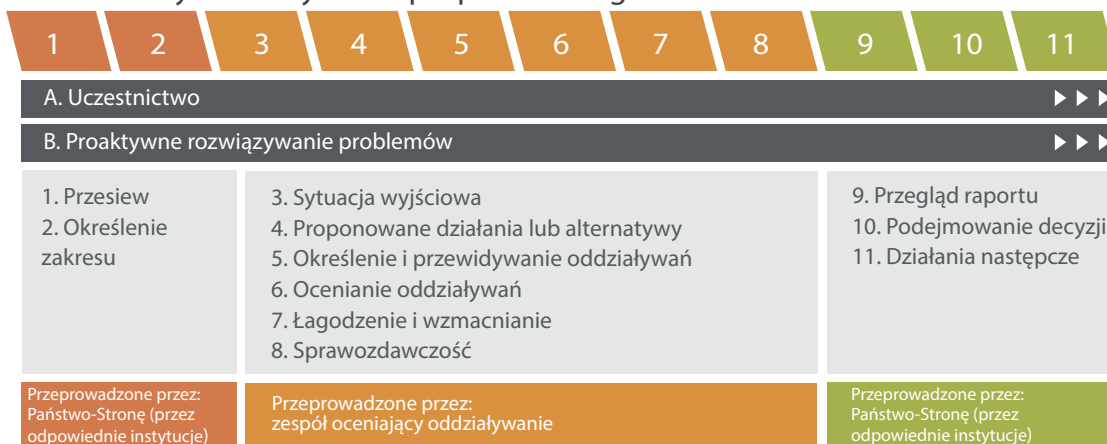 1 2 3 4 5 6 7 8 9 10 11
A. Uczestnictwo
B. Proaktywne rozwiązywanie problemów
1. Przesiew
2. Określenie
zakresu
3. Sytuacja wyjściowa
4. Proponowane działania lub alternatywy
5. Określenie i przewidywanie oddziaływań
6. Ocenianie oddziaływań
7. Łagodzenie i wzmacnianie
8. Sprawozdawczość
9. Przegląd raportu
10. Podejmowanie decyzji
11. Działania następcze
Przeprowadzone przez:
Państwo-Stronę (przez
odpowiednie instytucje)
Przeprowadzone przez:
zespół oceniający oddziaływanie
Przeprowadzone przez:
Państwo-Stronę (przez
odpowiednie instytucje)